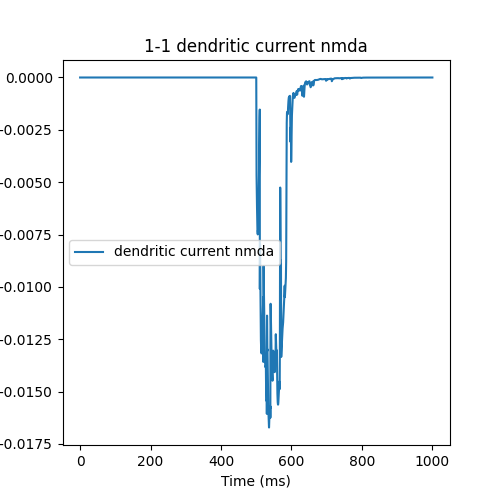 1-1 dendritic current nmda
0.0000
-0.0025
-0.0050
-0.0075
-0.0100
-0.0125
-0.0150
-0.0175
dendritic current nmda
0 200 400 600 800 1000
Time (ms)